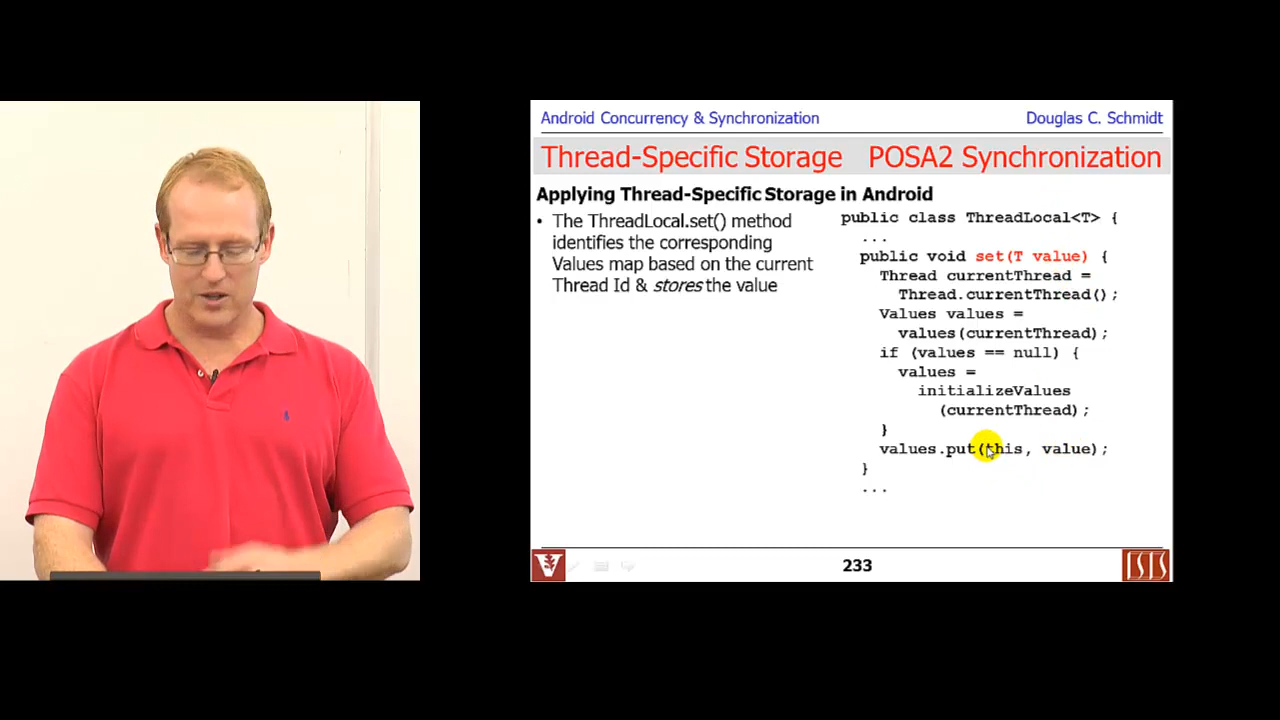 Android Concurrency & Synchronization Douglas C. Schmidt
Thread-Specific Storage POSA2 Synchronization
Applying Thread-Specific Storage in Android
• The ThreadLocal.set() method
identifies the corresponding
Values map based on the current
Thread Id & stores the value
public class ThreadLocal<T> {
...
public void set(T value) {
Thread currentThread =
Thread.currentThread();
Values values =
values(currentThread);
if (values == null) {
values =
initializeValues
(currentThread);
}
values.put(this, value);
}
...
V
233
ISIS